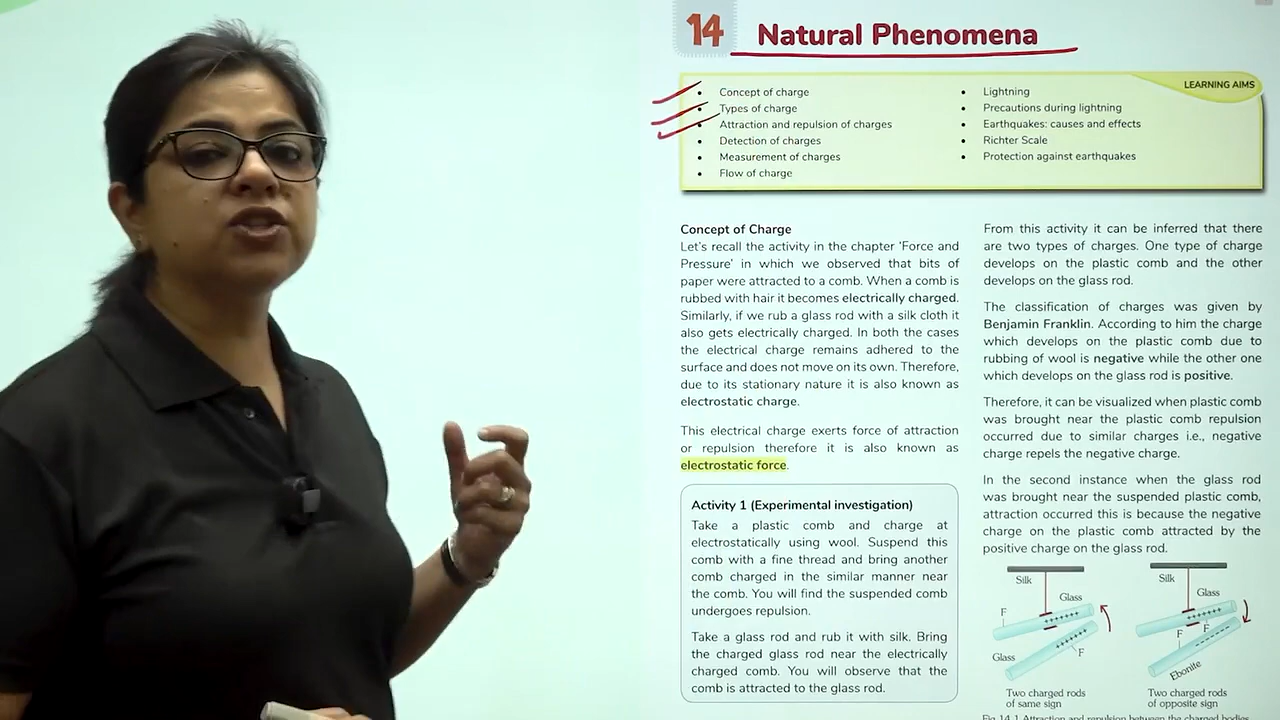 14 Natural Phenomena
LEARNING AIMS
• Concept of charge
• Types of charge
• Attraction and repulsion of charges
• Detection of charges
• Measurement of charges
• Flow of charge
• Lightning
• Precautions during lightning
• Earthquakes: causes and effects
• Richter Scale
• Protection against earthquakes
Concept of Charge
Let's recall the activity in the chapter 'Force and
Pressure' in which we observed that bits of
paper were attracted to a comb. When a comb is
rubbed with hair it becomes electrically charged.
Similarly, if we rub a glass rod with a silk cloth it
also gets electrically charged. In both the cases
the electrical charge remains adhered to the
surface and does not move on its own. Therefore,
due to its stationary nature it is also known as
electrostatic charge.
This electrical charge exerts force of attraction
or repulsion therefore it is also known as
electrostatic force.
Activity 1 (Experimental investigation)
Take a plastic comb and charge at
electrostatically using wool. Suspend this
comb with a fine thread and bring another
comb charged in the similar manner near
the comb. You will find the suspended comb
undergoes repulsion.
Take a glass rod and rub it with silk. Bring
the charged glass rod near the electrically
charged comb. You will observe that the
comb is attracted to the glass rod.
From this activity it can be inferred that there
are two types of charges. One type of charge
develops on the plastic comb and the other
develops on the glass rod.
The classification of charges was given by
Benjamin Franklin. According to him the charge
which develops on the plastic comb due to
rubbing of wool is negative while the other one
which develops on the glass rod is positive.
Therefore, it can be visualized when plastic comb
was brought near the plastic comb repulsion
occurred due to similar charges i.e., negative
charge repels the negative charge.
In the second instance when the glass rod
was brought near the suspended plastic comb,
attraction occurred this is because the negative
charge on the plastic comb attracted by the
positive charge on the glass rod.
Silk
Glass
F
+++++++
+++++++
F
Glass
Two charged rods
of same sign
Silk
Glass
+++++++
F
F
Ebonite
Two charged rods
of opposite sign
Fig 14.1 Attraction and repulsion between the charged bodies